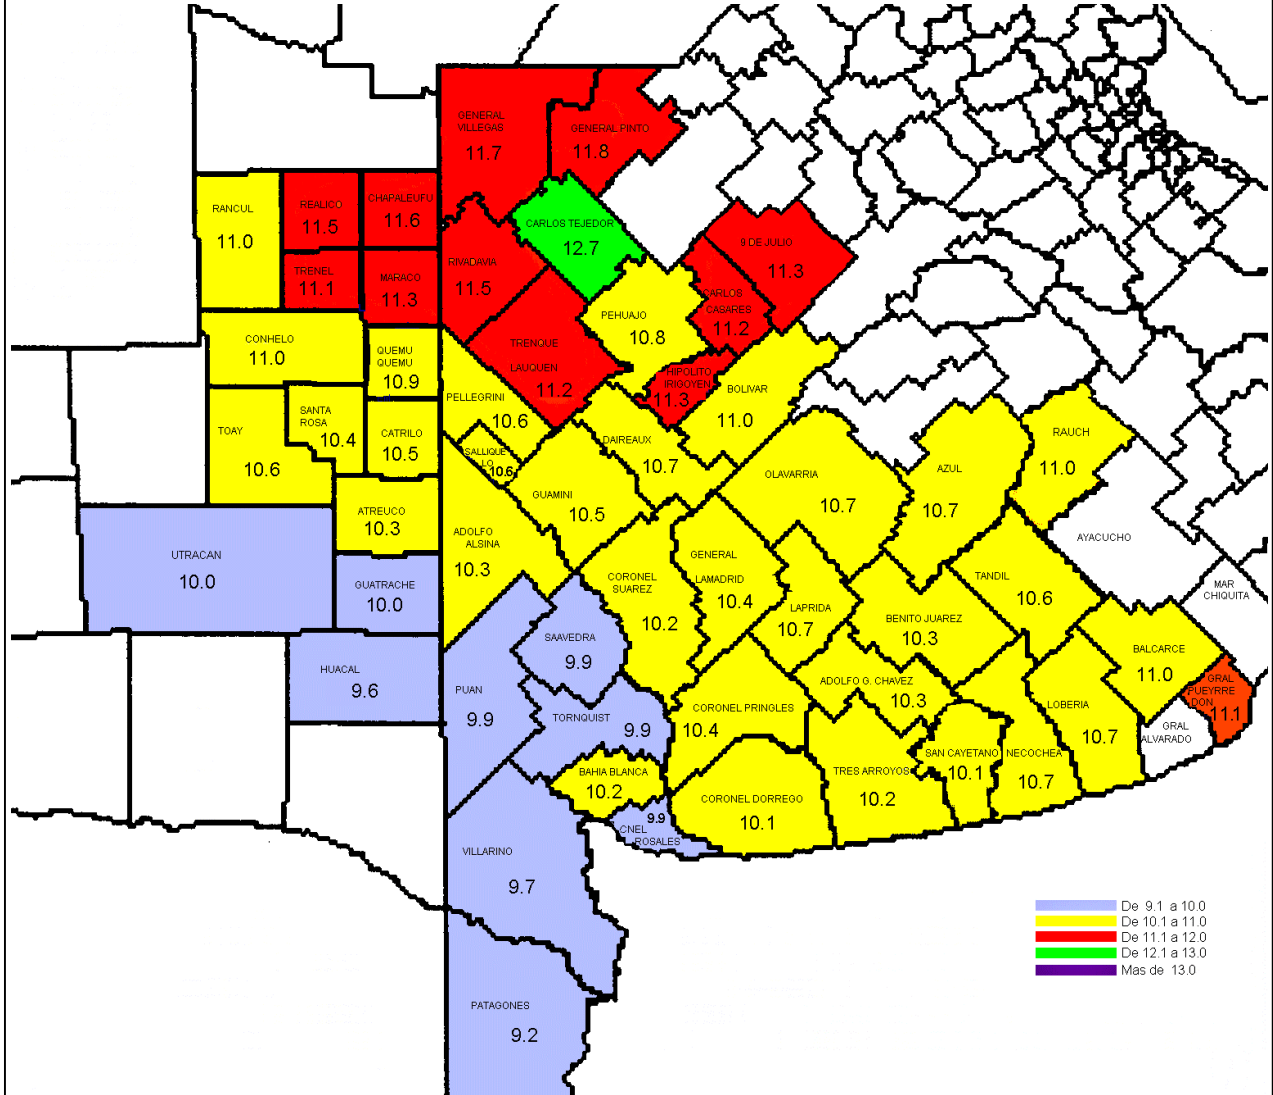 GENERAL
VILLEGAS
11.7
GENERAL PINTO
11.8
RANCUL
11.0
REALICO
11.5
CHAPALEUFU
11.6
TRENEL
11.1
MARACO
11.3
RIVADAVIA
11.5
CARLOS TEJEDOR
12.7
9 DE JULIO
11.3
CARLOS
CASARES
11.2
PEHUAJO
10.8
TRENQUE
LAUQUEN
11.2
HIPOLITO
IRIGOYEN
11.3
BOLIVAR
11.0
CONHELO
11.0
QUEMU
QUEMU
10.9
PELLEGRINI
10.6
TOAY
10.6
SANTA
ROSA
10.4
CATRILO
10.5
SALLIQUE
LO
10.6
DAIREAUX
10.7
GUAMINI
10.5
OLAVARRIA
10.7
AZUL
10.7
RAUCH
11.0
AYACUCHO
MAR
CHIQUITA
ATREUCO
10.3
ADOLFO
ALSINA
10.3
UTRACAN
10.0
GUATRACHE
10.0
CORONEL
SUAREZ
10.2
GENERAL
LAMADRID
10.4
LAPRIDA
10.7
BENITO JUAREZ
10.3
TANDIL
10.6
BALCARCE
11.0
HUACAL
9.6
PUAN
9.9
SAAVEDRA
9.9
TORNQUIST
9.9
CORONEL PRINGLES
10.4
ADOLFO G. CHAVEZ
10.3
LOBERIA
10.7
GRAL
PUEYRRE
DON
11.1
GRAL
ALVARADO
BAHIA BLANCA
10.2
CORONEL DORREGO
10.1
TRES ARROYOS
10.2
SAN CAYETANO
10.1
NECOCHEA
10.7
9.9
CNEL
ROSALES
VILLARINO
9.7
PATAGONES
9.2
De 9.1 a 10.0
De 10.1 a 11.0
De 11.1 a 12.0
De 12.1 a 13.0
Mas de 13.0